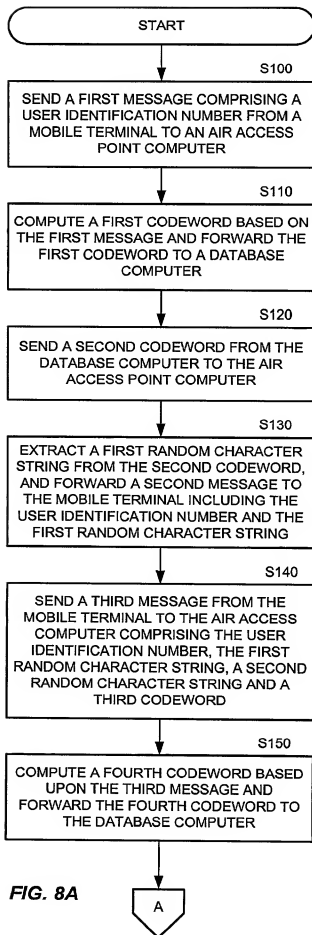 START
S100
SEND A FIRST MESSAGE COMPRISING A
USER IDENTIFICATION NUMBER FROM A
MOBILE TERMINAL TO AN AIR ACCESS
POINT COMPUTER
S110
COMPUTE A FIRST CODEWORD BASED ON
THE FIRST MESSAGE AND FORWARD THE
FIRST CODEWORD TO A DATABASE
COMPUTER
S120
SEND A SECOND CODEWORD FROM THE
DATABASE COMPUTER TO THE AIR
ACCESS POINT COMPUTER
S130
EXTRACT A FIRST RANDOM CHARACTER
STRING FROM THE SECOND CODEWORD,
AND FORWARD A SECOND MESSAGE TO
THE MOBILE TERMINAL INCLUDING THE
USER IDENTIFICATION NUMBER AND THE
FIRST RANDOM CHARACTER STRING
S140
SEND A THIRD MESSAGE FROM THE
MOBILE TERMINAL TO THE AIR ACCESS
COMPUTER COMPRISING THE USER
IDENTIFICATION NUMBER, THE FIRST
RANDOM CHARACTER STRING, A SECOND
RANDOM CHARACTER STRING AND A
THIRD CODEWORD
S150
COMPUTE A FOURTH CODEWORD BASED
UPON THE THIRD MESSAGE AND
FORWARD THE FOURTH CODEWORD TO
THE DATABASE COMPUTER
FIG. 8A
A